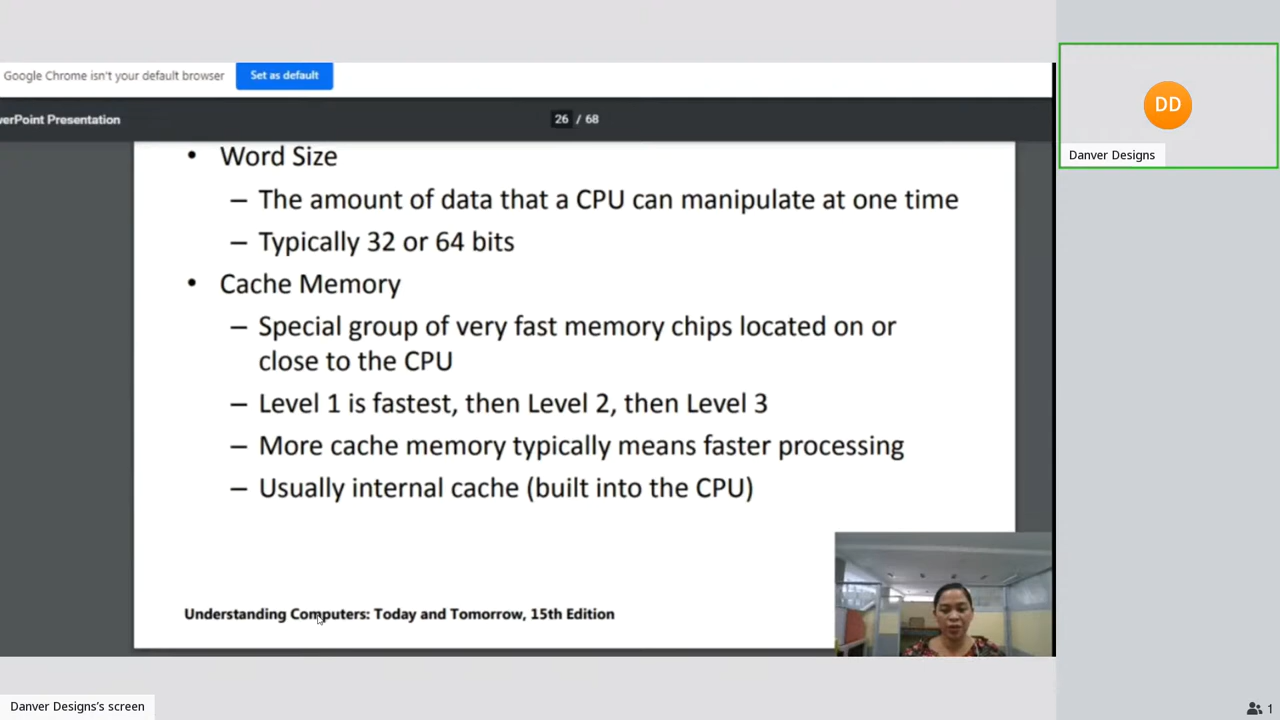 Google Chrome isn't your default browser Set as default
werPoint Presentation 26 / 68
• Word Size
– The amount of data that a CPU can manipulate at one time
– Typically 32 or 64 bits
• Cache Memory
– Special group of very fast memory chips located on or
close to the CPU
– Level 1 is fastest, then Level 2, then Level 3
– More cache memory typically means faster processing
– Usually internal cache (built into the CPU)
Understanding Computers: Today and Tomorrow, 15th Edition
DD
Danver Designs
Danver Designs's screen
1